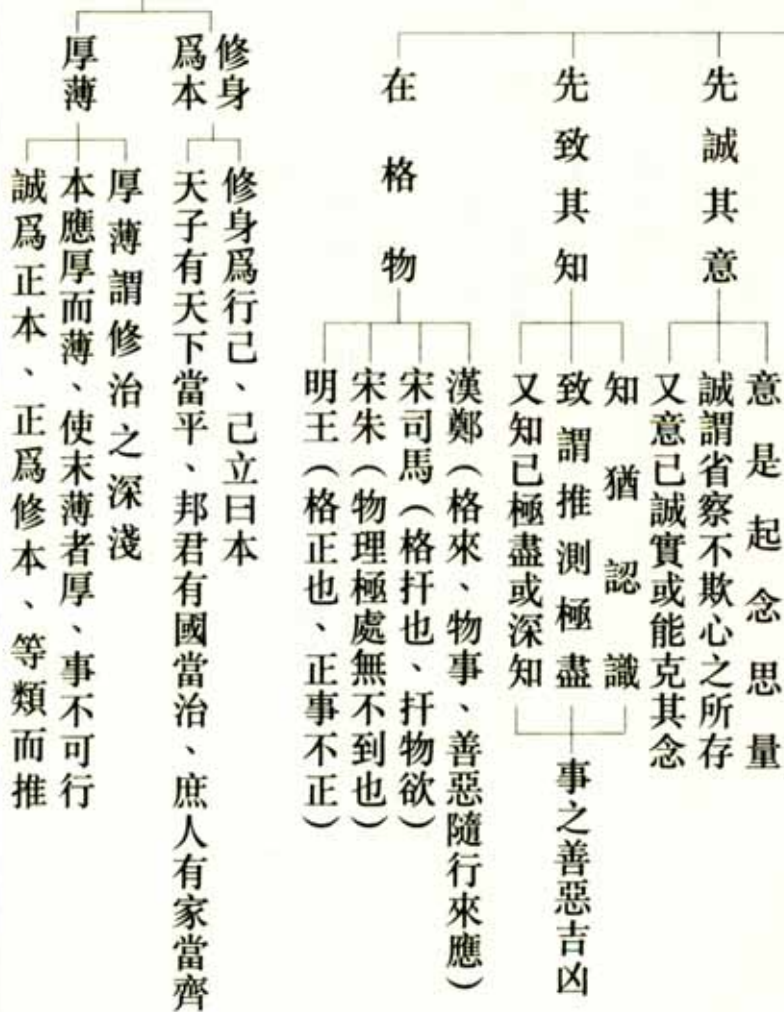 先誠其意
意是起念思量
誠謂省察不欺心之所存
又意已誠實或能克其念
先致其知
知猶認識
致謂推測極盡
又知已極盡或深知
事之善惡吉凶
在格物
漢鄭（格來、物事、善惡隨行來應）
宋司馬（格扞也、扞物欲）
宋朱（物理極處無不到也）
明王（格正也、正事不正）
修身
爲本
修身爲行己、己立曰本
天子有天下當平、邦君有國當治、庶人有家當齊
厚薄
厚薄謂修治之深淺
本應厚而薄、使末薄者厚、事不可行
誠爲正本、正爲修本、等類而推